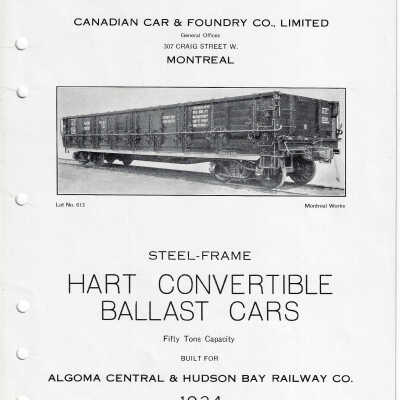 CANADIAN CAR & FOUNDRY CO., LIMITED
General Offices
307 CRAIG STREET W.
MONTREAL
Lot No. 613
Montreal Works
STEEL-FRAME
HART CONVERTIBLE
BALLAST CARS
Fifty Tons Capacity
BUILT FOR
ALGOMA CENTRAL & HUDSON BAY RAILWAY CO.